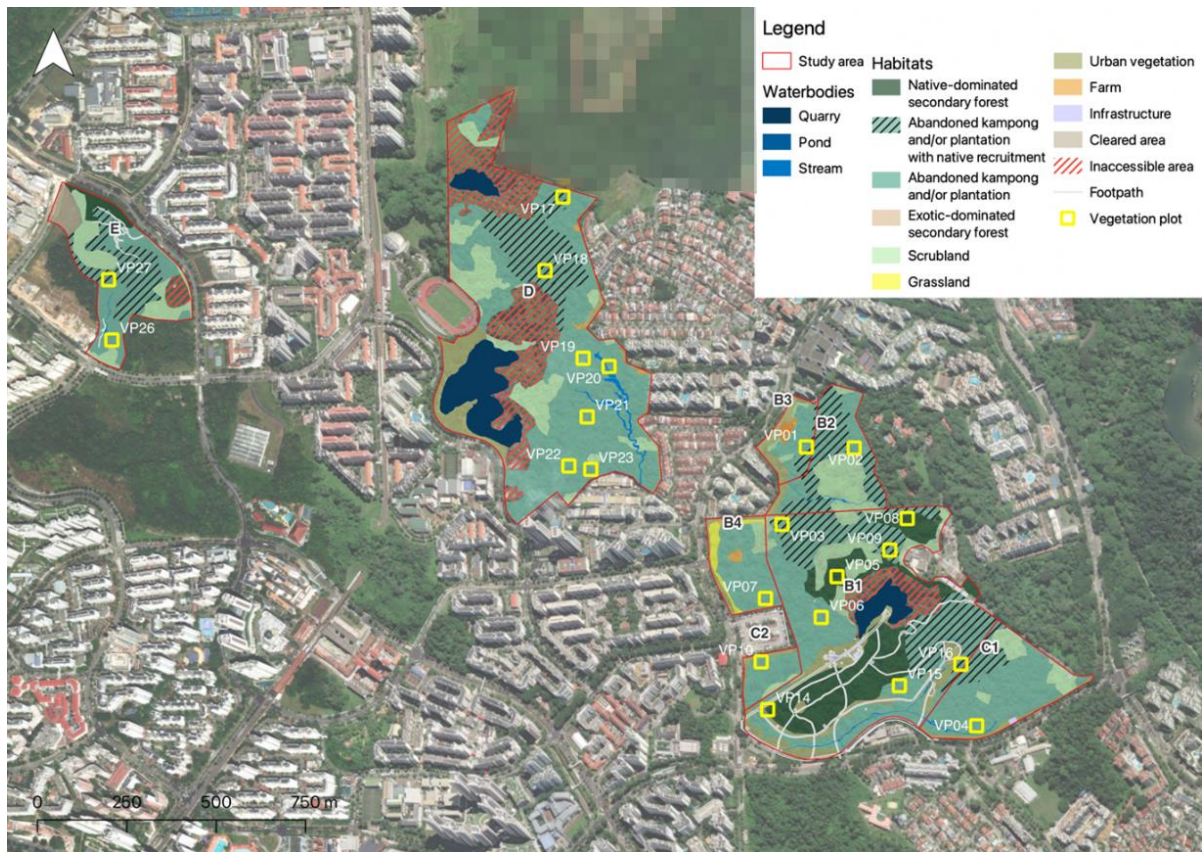 Legend
Study area
Waterbodies
Quarry
Pond
Stream
Habitats
Native-dominated
secondary forest
Abandoned kampong
and/or plantation
with native recruitment
Abandoned kampong
and/or plantation
Exotic-dominated
secondary forest
Scrubland
Grassland
Urban vegetation
Farm
Infrastructure
Cleared area
Inaccessible area
Footpath
Vegetation plot
E
VP27
VP26
VP17
VP18
D
VP19
VP20
VP21
VP22
VP23
B3
B2
VP01
VP02
B4
VP03
VP08
VP09
VP05
B1
VP07
VP06
C2
VP10
VP16
C1
VP15
VP14
VP04
0 250 500 750 m